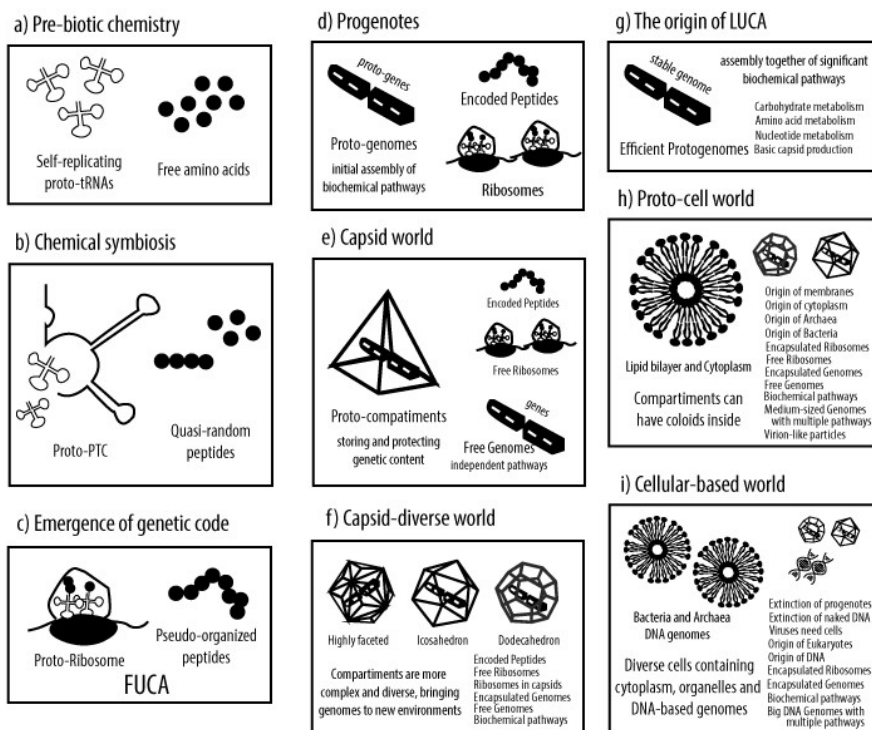 a) Pre-biotic chemistry
Self-replicating
proto-tRNAs
Free amino acids
b) Chemical symbiosis
Proto-PTC
Quasi-random
peptides
c) Emergence of genetic code
Proto-Ribosome
FUCA
Pseudo-organized
peptides
d) Progenotes
proto-genes
Proto-genomes
initial assembly of
biochemical pathways
Encoded Peptides
Ribosomes
e) Capsid world
Proto-compatiments
storing and protecting
genetic content
Encoded Peptides
Free Ribosomes
genes
Free Genomes
independent pathways
f) Capsid-diverse world
Highly faceted
Icosahedron
Dodecahedron
Compartiments are more
complex and diverse, bringing
genomes to new environments
Encoded Peptides
Free Ribosomes
Ribosomes in capsids
Encapsulated Genomes
Free Genomes
Biochemical pathways
g) The origin of LUCA
stable genome
Efficient Protogenomes
assembly together of significant
biochemical pathways
Carbohydrate metabolism
Amino acid metabolism
Nucleotide metabolism
Basic capsid production
h) Proto-cell world
Lipid bilayer and Cytoplasm
Compartiments can
have coloids inside
Origin of membranes
Origin of cytoplasm
Origin of Archaea
Origin of Bacteria
Encapsulated Ribosomes
Free Ribosomes
Encapsulated Genomes
Free Genomes
Biochemical pathways
Medium-sized Genomes
with multiple pathways
Virion-like particles
i) Cellular-based world
Bacteria and Archaea
DNA genomes
Diverse cells containing
cytoplasm, organelles and
DNA-based genomes
Extinction of progenotes
Extinction of naked DNA
Viruses need cells
Origin of Eukaryotes
Origin of DNA
Encapsulated Ribosomes
Encapsulated Genomes
Biochemical pathways
Big DNA Genomes with
multiple pathways